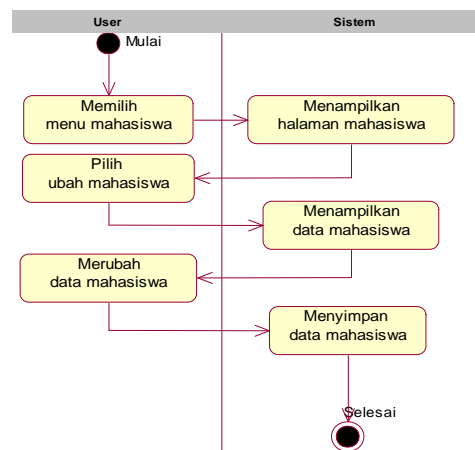 User
Sistem
Mulai
Memilih
menu mahasiswa
Menampilkan
halaman mahasiswa
Pilih
ubah mahasiswa
Menampilkan
data mahasiswa
Merubah
data mahasiswa
Menyimpan
data mahasiswa
Selesai